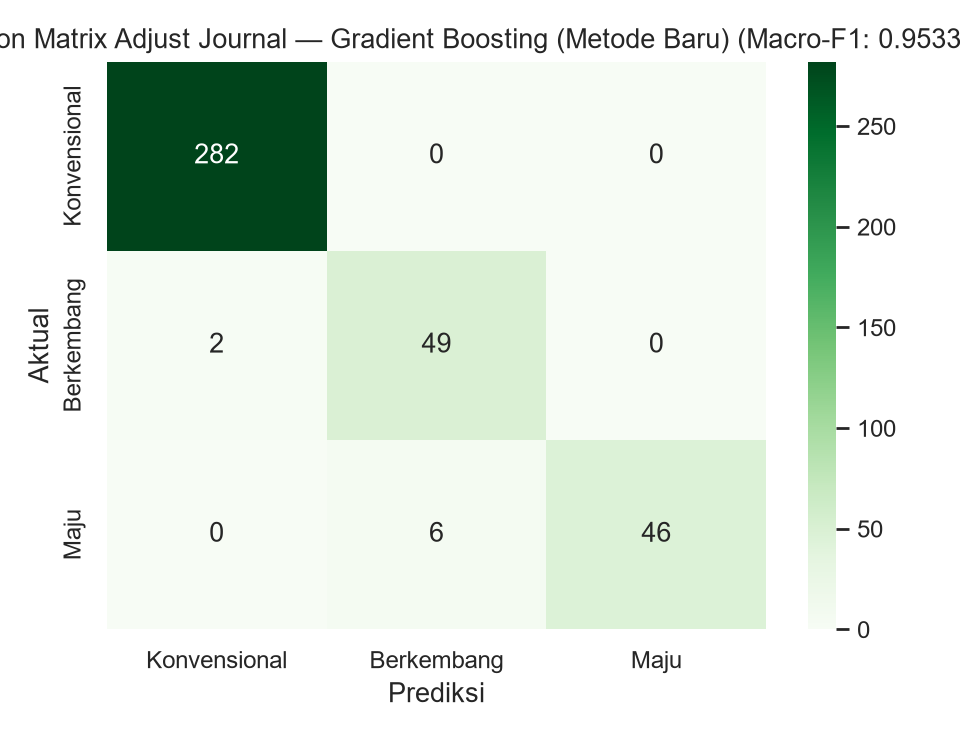 on Matrix Adjust Journal — Gradient Boosting (Metode Baru) (Macro-F1: 0.9533
Konvensional
282
0
0
250
200
Aktual
Berkembang
2
49
0
150
100
Maju
0
6
46
50
0
Konvensional
Berkembang
Maju
Prediksi